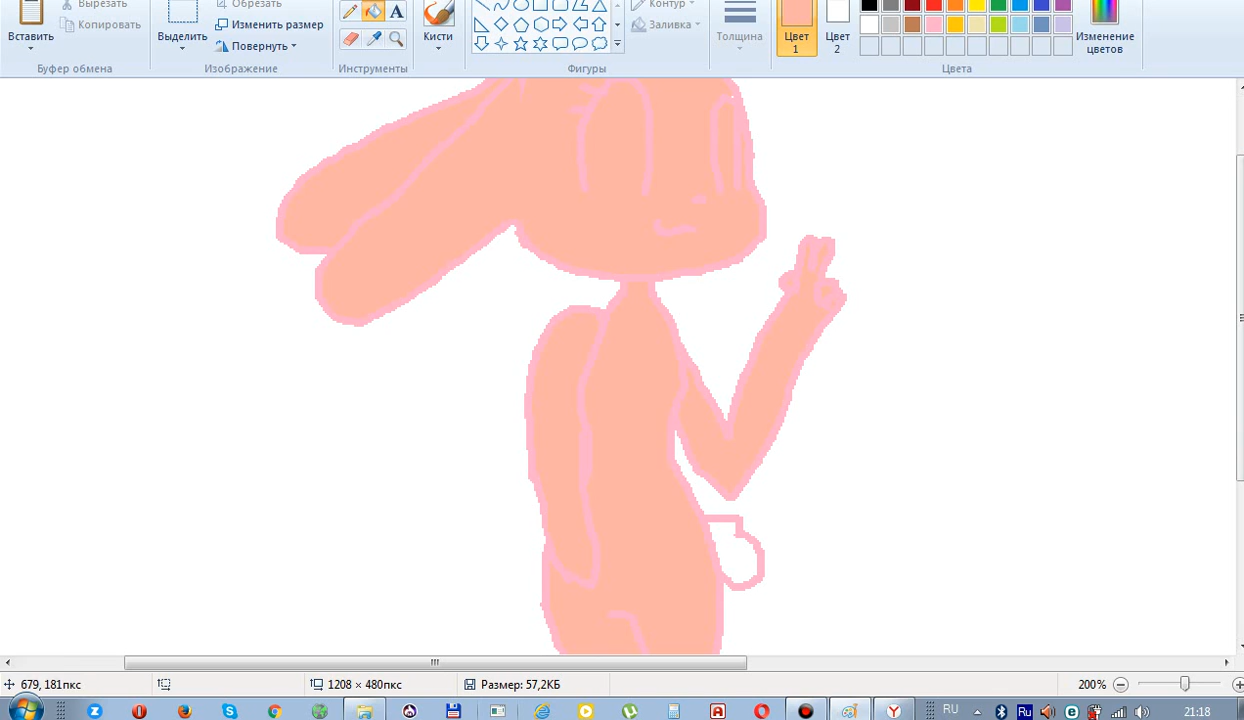 Вырезать
Обрезать
Контур
Вставить
Копировать
Выделить
Изменить размер
Повернуть
A
Кисти
Заливка
Толщина
Цвет
1
Цвет
2
Изменение
цветов
Буфер обмена
Изображение
Инструменты
Фигуры
Цвета
679, 181пкс
1208 × 480пкс
Размер: 57,2КБ
200%
RU
Ru
21:18